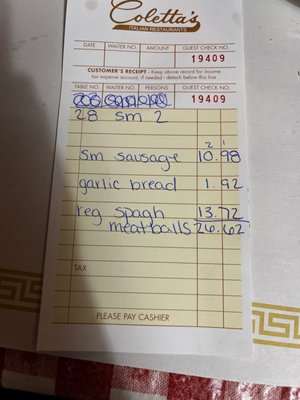 Coletta's
ITALIAN RESTAURANTS
DATE WAITER NO. AMOUNT GUEST CHECK NO.
19409
CUSTOMER'S RECEIPT - Keep above record for income
tax expense account. If needed - detach below this line.
TABLE NO. WAITER NO. PERSONS GUEST CHECK NO.
19409
28 sm 2
2 1
sm sausage 10.98
garlic bread 1.92
reg spagh 13.72
meatballs 26.62
TAX
PLEASE PAY CASHIER